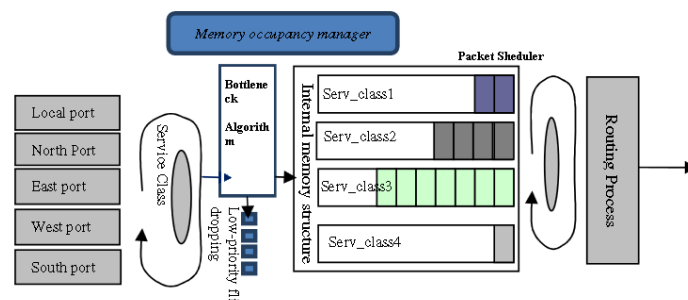 Memory occupancy manager
Packet Sheduler
Local port
North Port
East port
West port
South port
Service Class
Bottlene
ck
Algorith
m
Low-priority fli
dropping
Internal memory structure
Serv_class1
Serv_class2
Serv_class3
Serv_class4
Routing Process